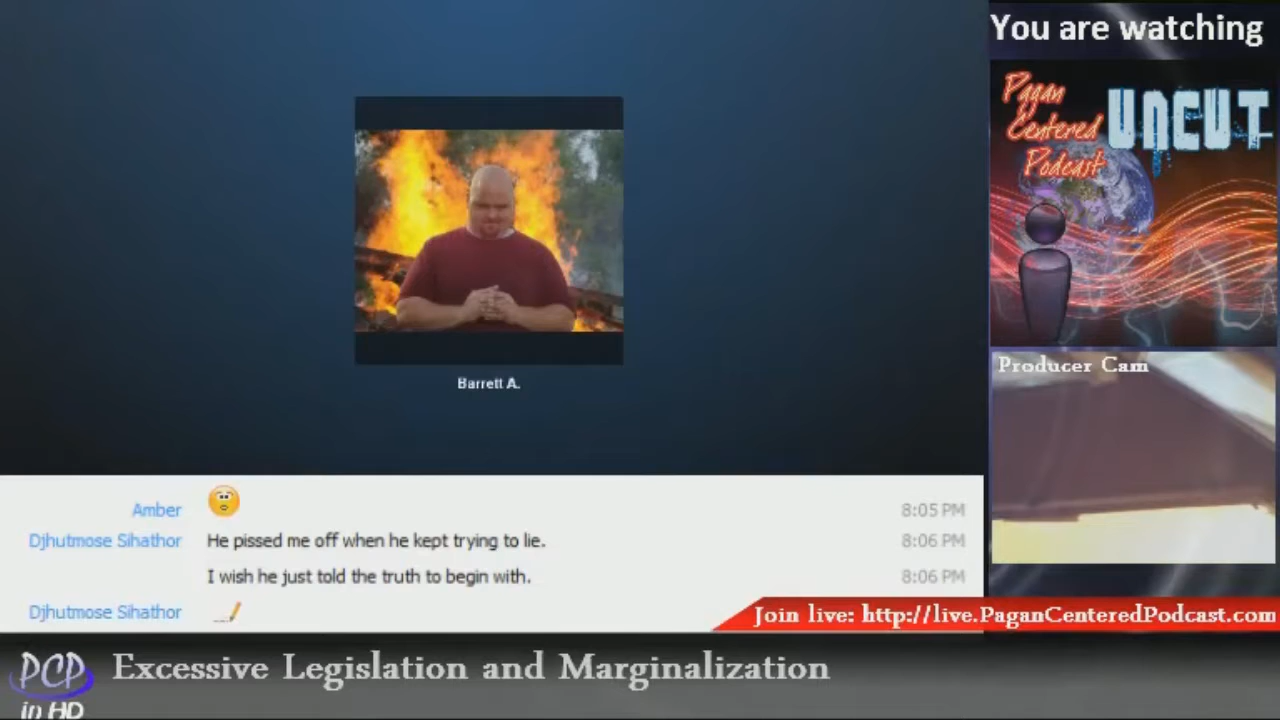 You are watching
Pagan
Centered
Podcast
UNCUT
Producer Cam
Barrett A.
Amber 8:05 PM
Djhutmose Sihathor He pissed me off when he kept trying to lie. 8:06 PM
I wish he just told the truth to begin with. 8:06 PM
Djhutmose Sihathor
Join live: http://live.PaganCenteredPodcast.com
PCP Excessive Legislation and Marginalization
in HD